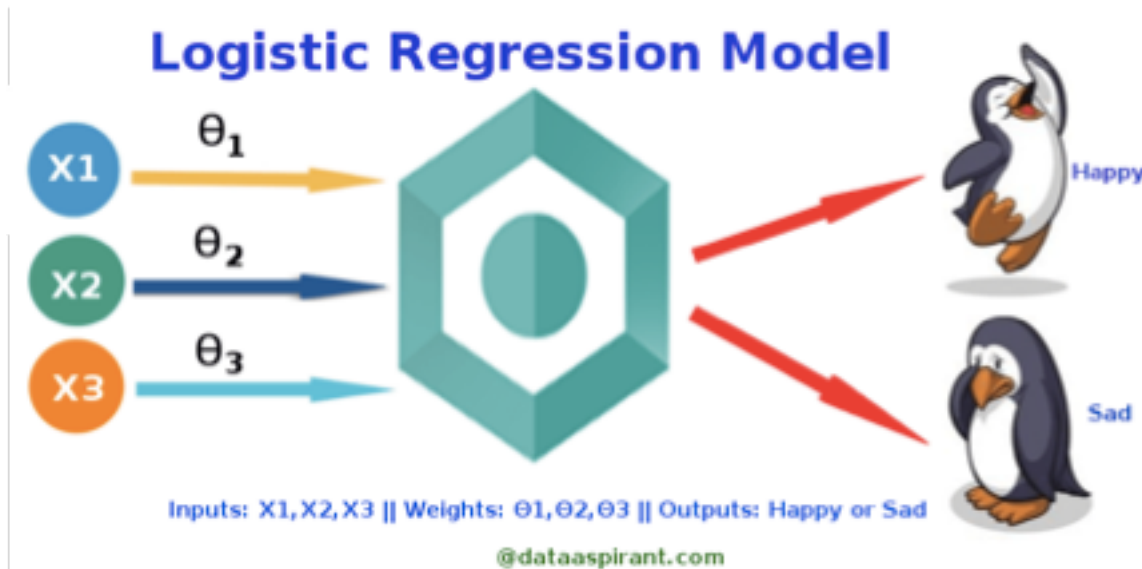 Logistic Regression Model
X1
θ1
X2
θ2
X3
θ3
Happy
Sad
Inputs: X1,X2,X3 || Weights: Θ1,Θ2,Θ3 || Outputs: Happy or Sad
@dataaspirant.com